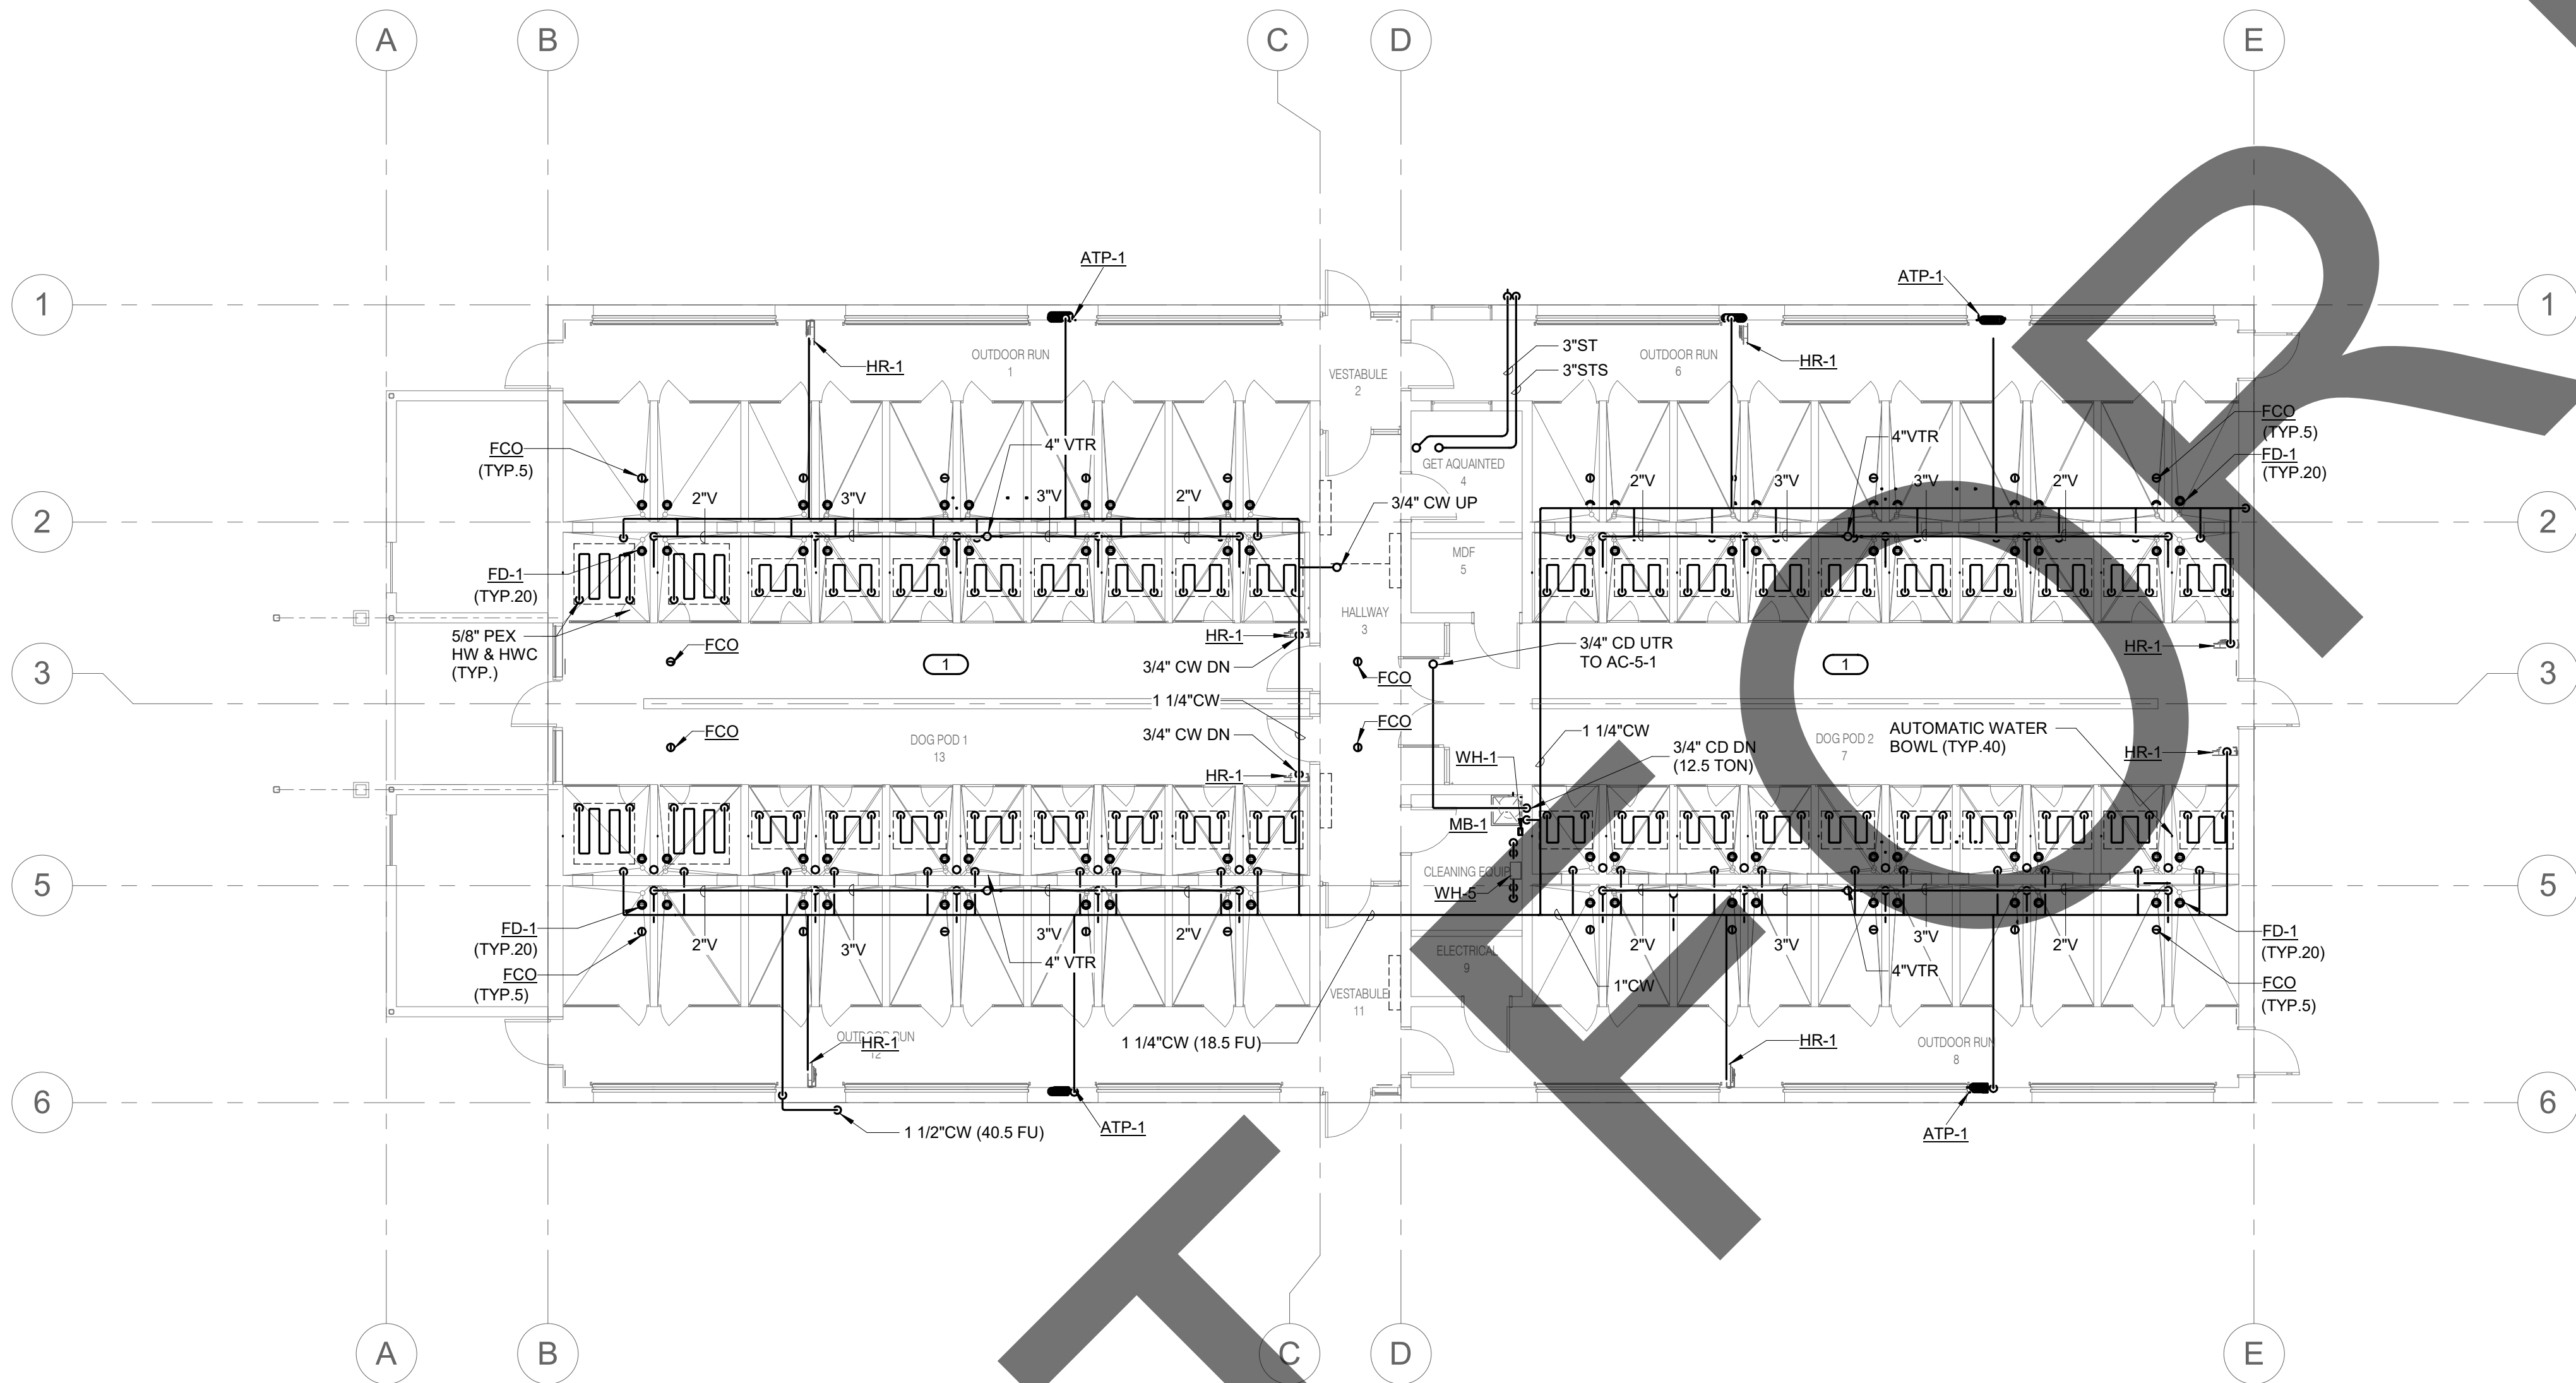 A
B
C
D
E
ATP-1
ATP-1
1
1
OUTDOOR RUN
1
HR-1
VESTABULE
2
3"ST
3"STS
OUTDOOR RUN
6
HR-1
FCO
(TYP.5)
4" VTR
GET AQUAINTED
4
4"VTR
FCO
(TYP.5)
FD-1
(TYP.20)
2"V
3"V
3"V
2"V
2"V
3"V
3"V
2"V
3/4" CW UP
2
2
FD-1
(TYP.20)
MDF
5
5/8" PEX
HW & HWC
(TYP.)
HALLWAY
3
HR-1
FCO
1
3/4" CW DN
FCO
3/4" CD UTR
TO AC-5-1
1
HR-1
3
3
1 1/4"CW
FCO
FCO
DOG POD 1
13
3/4" CW DN
HR-1
1 1/4"CW
WH-1
3/4" CD DN
(12.5 TON)
DOG POD 2
7
AUTOMATIC WATER
BOWL (TYP.40)
HR-1
MB-1
CLEANING EQUIP
WH-5
5
5
FD-1
(TYP.20)
FCO
(TYP.5)
2"V
3"V
3"V
2"V
4" VTR
ELECTRICAL
9
2"V
3"V
3"V
2"V
4"VTR
FD-1
(TYP.20)
FCO
(TYP.5)
1"CW
VESTABULE
11
OUTDOOR RUN
12
HR-1
1 1/4"CW (18.5 FU)
HR-1
OUTDOOR RUN
8
6
6
1 1/2"CW (40.5 FU)
ATP-1
ATP-1
A
B
C
D
E